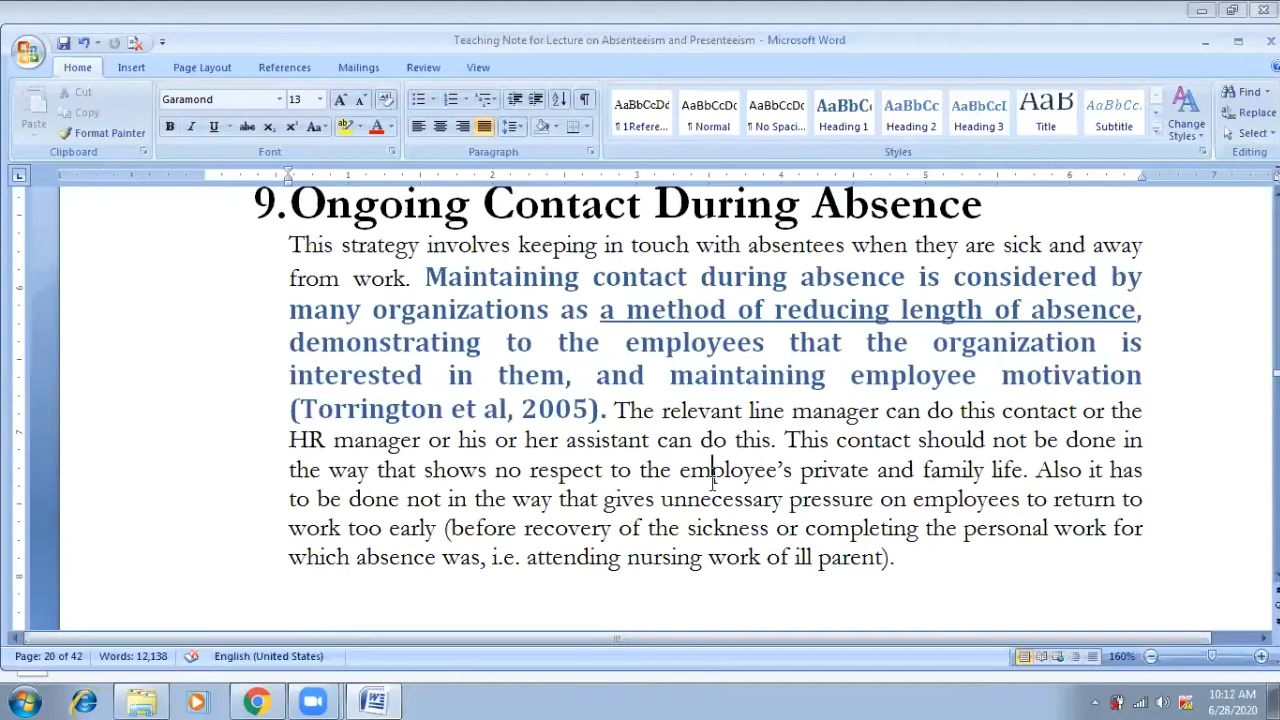 Teaching Note for Lecture on Absenteeism and Presenteeism - Microsoft Word
Home Insert Page Layout References Mailings Review View
Cut
Copy
Paste
Format Painter
Clipboard
Garamond 13
Font
Paragraph
AaBbCcDd AaBbCcDc AaBbCcDc AaBbC AaBbCc AaBbCcI AaB AaBbCc.
¶ 1Refere... ¶ Normal ¶ No Spaci... Heading 1 Heading 2 Heading 3 Title Subtitle
Change
Styles
Styles
Find
Replace
Select
Editing
9. Ongoing Contact During Absence
This strategy involves keeping in touch with absentees when they are sick and away
from work. Maintaining contact during absence is considered by
many organizations as a method of reducing length of absence,
demonstrating to the employees that the organization is
interested in them, and maintaining employee motivation
(Torrington et al, 2005). The relevant line manager can do this contact or the
HR manager or his or her assistant can do this. This contact should not be done in
the way that shows no respect to the employee's private and family life. Also it has
to be done not in the way that gives unnecessary pressure on employees to return to
work too early (before recovery of the sickness or completing the personal work for
which absence was, i.e. attending nursing work of ill parent).
Page: 20 of 42 Words: 12,138 English (United States) 160%
10:12 AM
6/28/2020